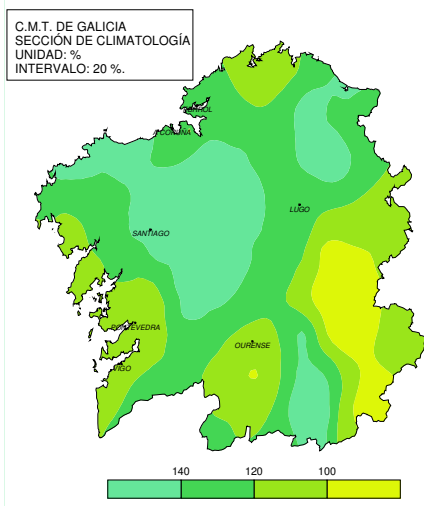 C.M.T. DE GALICIA
SECCIÓN DE CLIMATOLOGÍA
UNIDAD: %
INTERVALO: 20 %.
FERROL
A CORUÑA
LUGO
SANTIAGO
PONTEVEDRA
OURENSE
VIGO
140 120 100